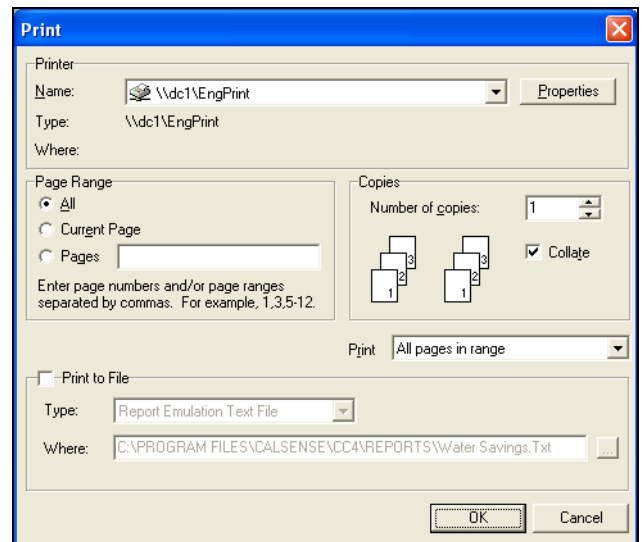 Print
Printer
Name: \\dc1\EngPrint Properties
Type: \\dc1\EngPrint
Where:
Page Range
All
Current Page
Pages
Enter page numbers and/or page ranges
separated by commas. For example, 1,3,5-12.
Copies
Number of copies: 1
1 2 3 1 2 3
Collate
Print All pages in range
Print to File
Type: Report Emulation Text File
Where: C:\PROGRAM FILES\CALSENSE\CC4\REPORTS\Water Savings.Txt ...
OK Cancel